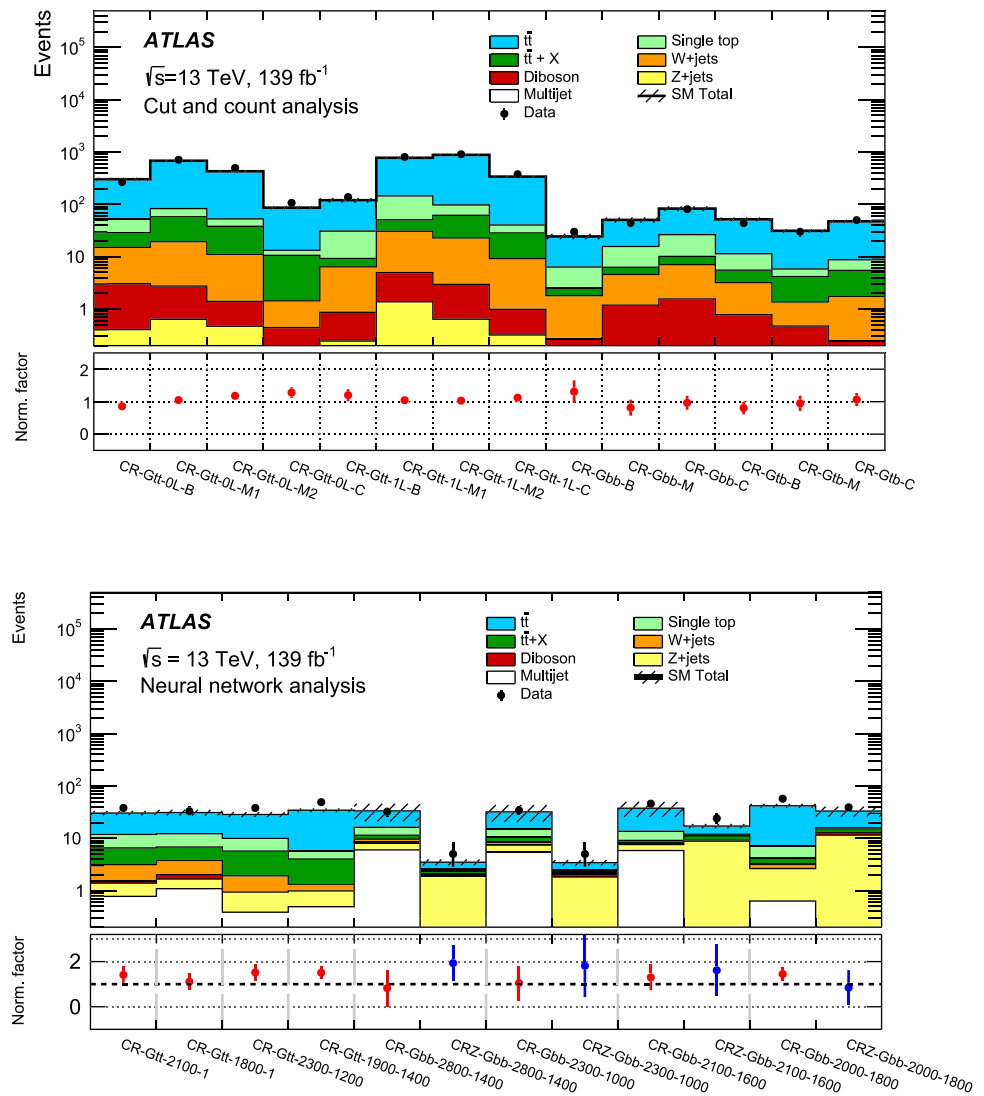 Events
ATLAS
√s=13 TeV, 139 fb⁻¹
Cut and count analysis
tt̄
Single top
tt̄ + X
W+jets
Diboson
Z+jets
Multijet
SM Total
Data
10⁵
10⁴
10³
10²
10
1
Norm. factor
2
1
0
CR-Gtt-0L-B
CR-Gtt-0L-M1
CR-Gtt-0L-M2
CR-Gtt-0L-C
CR-Gtt-1L-B
CR-Gtt-1L-M1
CR-Gtt-1L-M2
CR-Gtt-1L-C
CR-Gbb-B
CR-Gbb-M
CR-Gbb-C
CR-Gtb-B
CR-Gtb-M
CR-Gtb-C
Events
ATLAS
√s = 13 TeV, 139 fb⁻¹
Neural network analysis
tt̄
Single top
tt̄+X
W+jets
Diboson
Z+jets
Multijet
SM Total
Data
10⁵
10⁴
10³
10²
10
1
Norm. factor
2
0
CR-Gtt-2100-1
CR-Gtt-1800-1
CR-Gtt-2300-1200
CR-Gtt-1900-1400
CR-Gbb-2800-1400
CRZ-Gbb-2800-1400
CR-Gbb-2300-1000
CRZ-Gbb-2300-1000
CR-Gbb-2100-1600
CRZ-Gbb-2100-1600
CR-Gbb-2000-1800
CRZ-Gbb-2000-1800